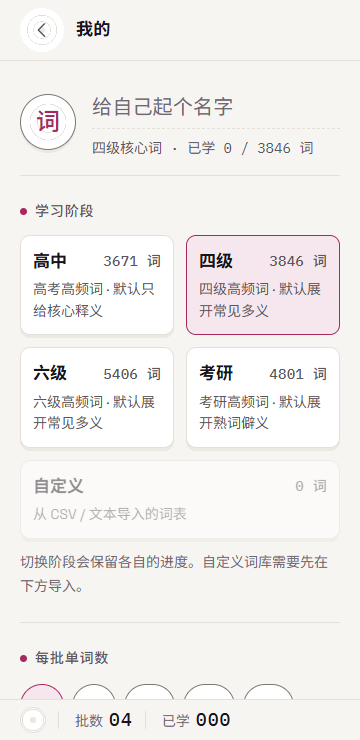 我的
词
给自己起个名字
四级核心词 · 已学 0 / 3846 词
学习阶段
高中 3671 词
高考高频词·默认只
给核心释义
四级 3846 词
四级高频词·默认展
开常见多义
六级 5406 词
六级高频词·默认展
开常见多义
考研 4801 词
考研高频词·默认展
开熟词僻义
自定义 0 词
从 CSV / 文本导入的词表
切换阶段会保留各自的进度。自定义词库需要先在
下方导入。
每批单词数
批数 04 已学 000